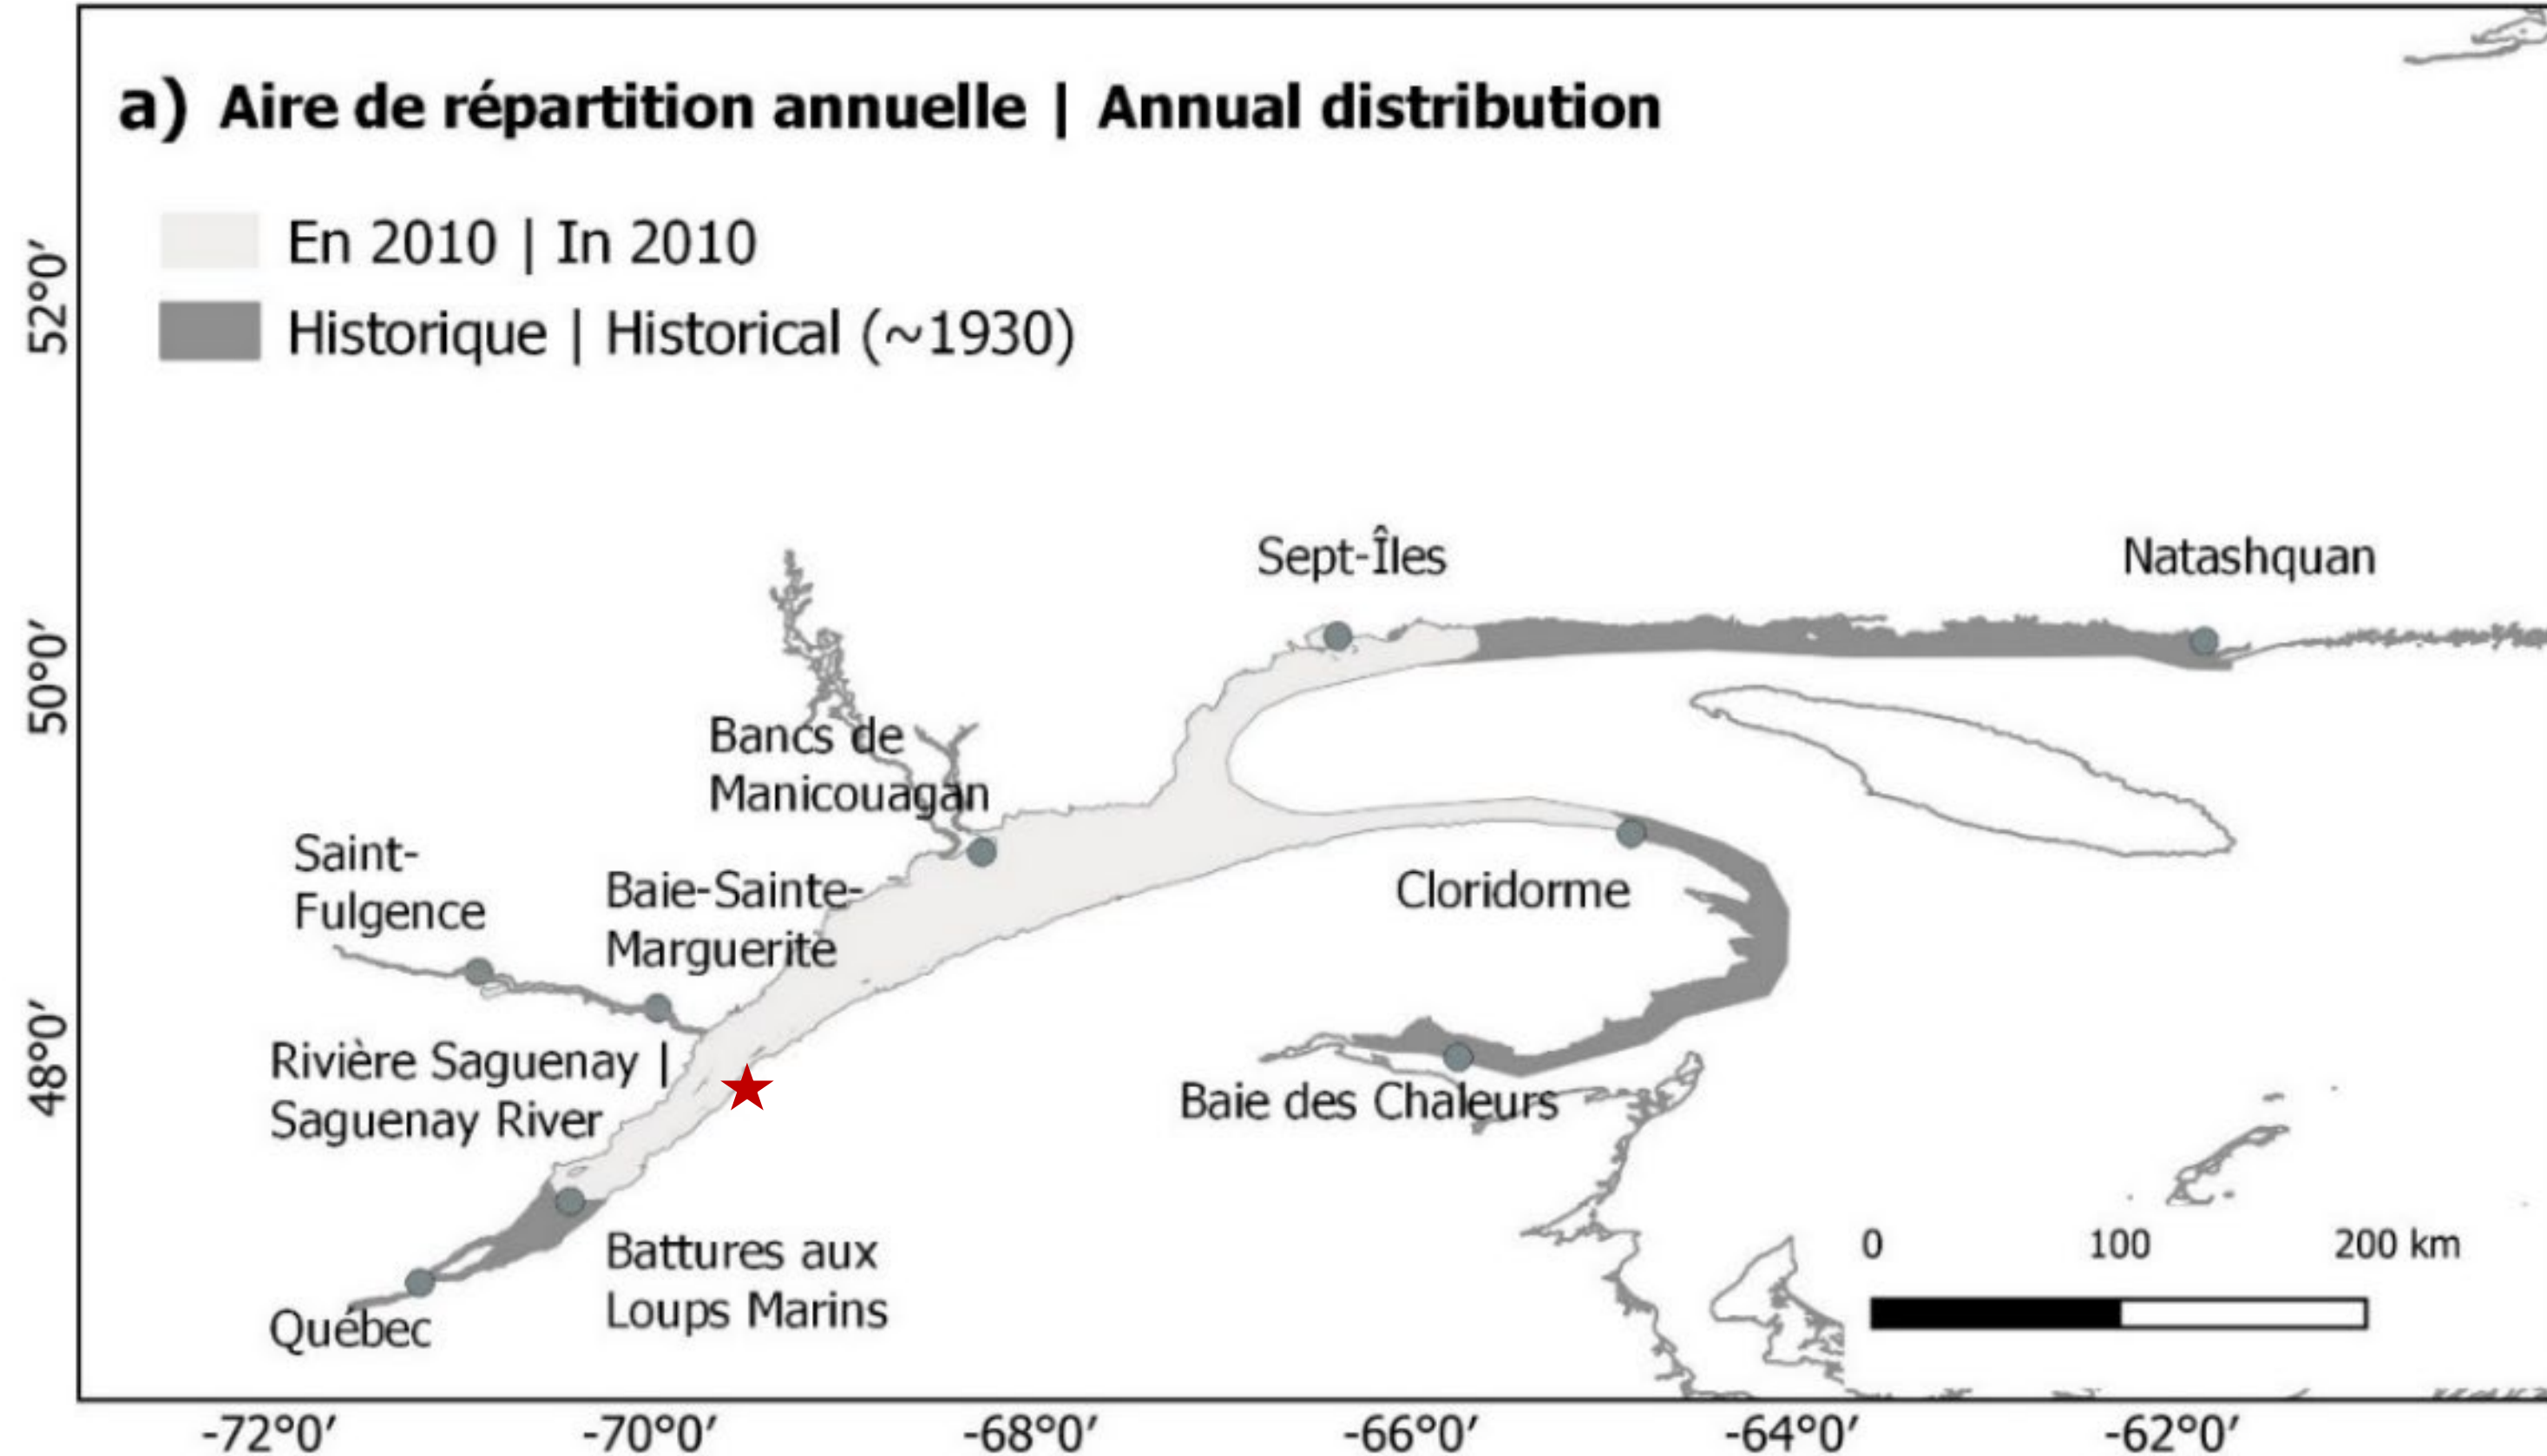 a) Aire de répartition annuelle | Annual distribution
En 2010 | In 2010
Historique | Historical (~1930)
52°0′
50°0′
48°0′
Sept-Îles
Natashquan
Bancs de
Manicouagan
Saint-
Fulgence
Baie-Sainte-
Marguerite
Cloridorme
Rivière Saguenay |
Saguenay River
Baie des Chaleurs
Battures aux
Loups Marins
Québec
0 100 200 km
-72°0′ -70°0′ -68°0′ -66°0′ -64°0′ -62°0′